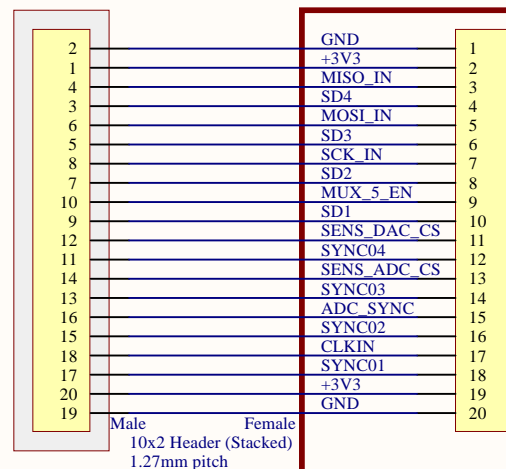 2 GND 1
1 +3V3 2
4 MISO_IN 3
3 SD4 4
6 MOSI_IN 5
5 SD3 6
8 SCK_IN 7
7 SD2 8
10 MUX_5_EN 9
9 SD1 10
12 SENS_DAC_CS 11
11 SYNC04 12
14 SENS_ADC_CS 13
13 SYNC03 14
16 ADC_SYNC 15
15 SYNC02 16
18 CLKIN 17
17 SYNC01 18
20 +3V3 19
19 GND 20
Male Female
10x2 Header (Stacked)
1.27mm pitch